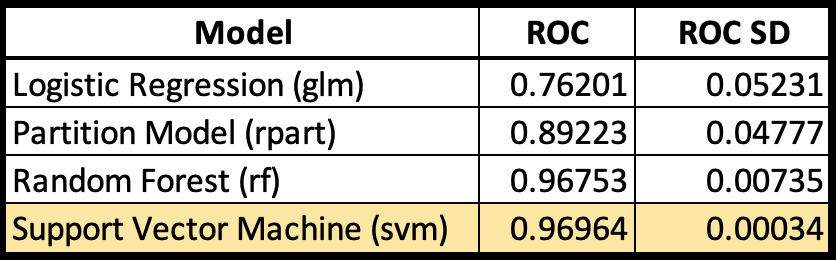 Model ROC ROC SD
Logistic Regression (glm) 0.76201 0.05231
Partition Model (rpart) 0.89223 0.04777
Random Forest (rf) 0.96753 0.00735
Support Vector Machine (svm) 0.96964 0.00034